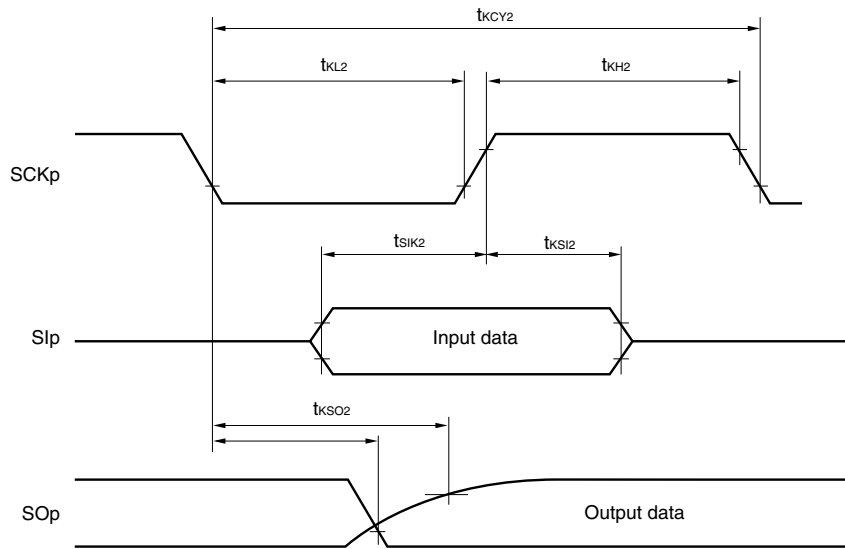 tKCY2
tKL2
tKH2
SCKp
tSIK2
tKSI2
SIp
Input data
tKSO2
SOp
Output data